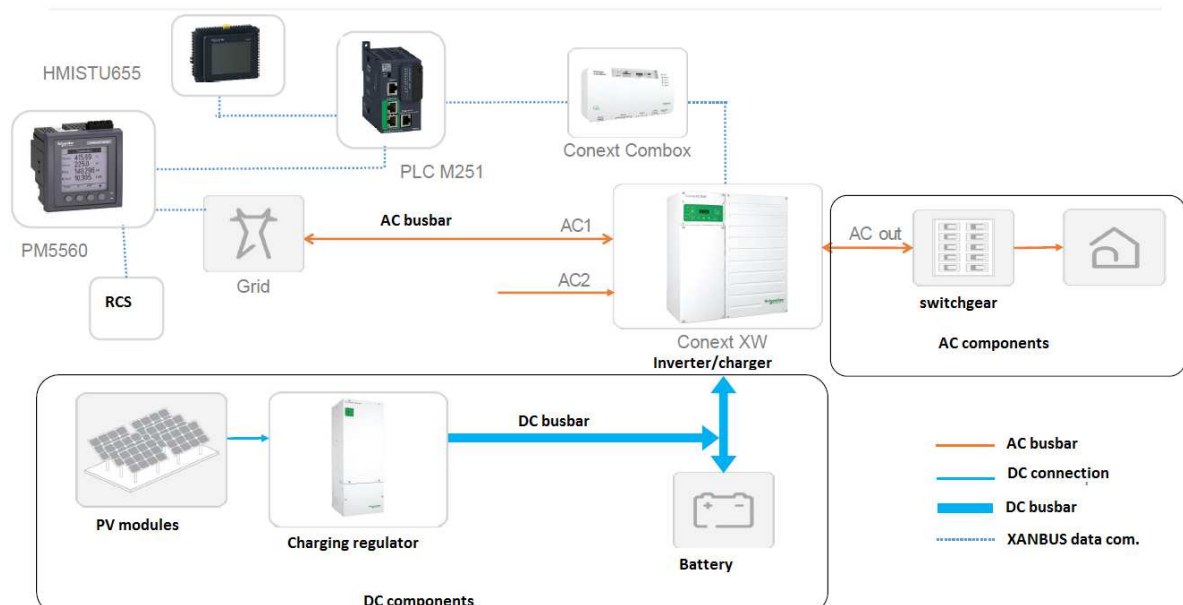 HMISTU655
PLC M251
Conext Combox
PM5560
RCS
Grid
AC busbar
AC1
AC2
AC out
Conext XW
Inverter/charger
switchgear
AC components
PV modules
Charging regulator
DC busbar
Battery
DC components
AC busbar
DC connection
DC busbar
XANBUS data com.